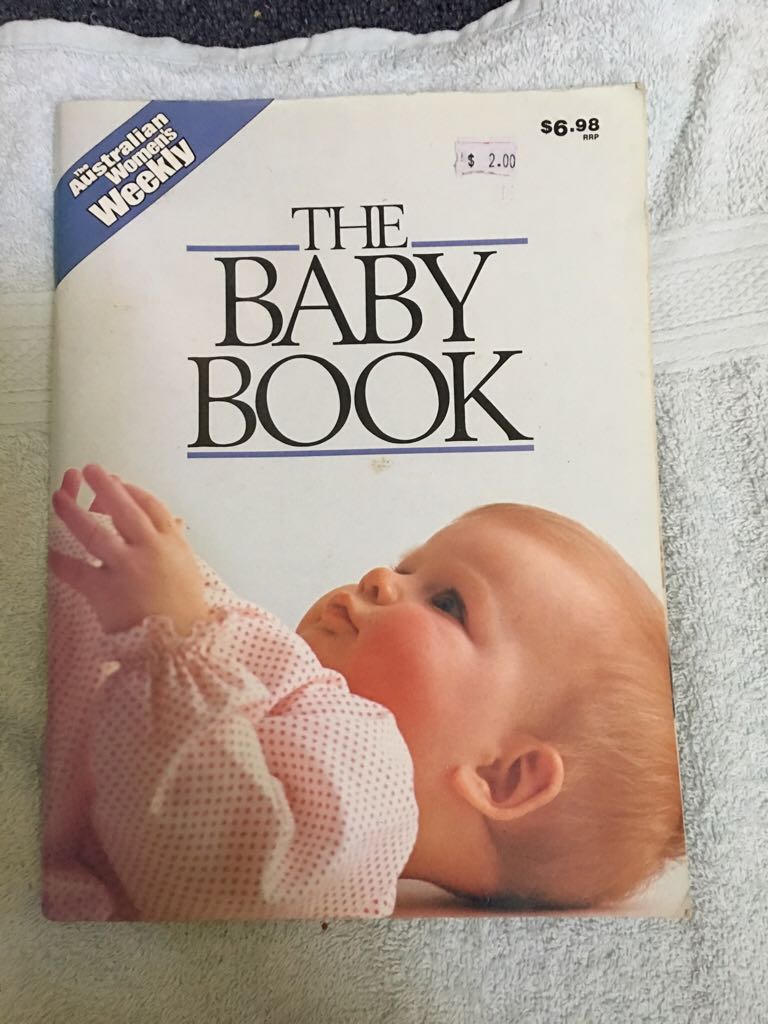 The
Australian
Women's
Weekly
$6.98
RRP
$ 2.00
THE
BABY
BOOK